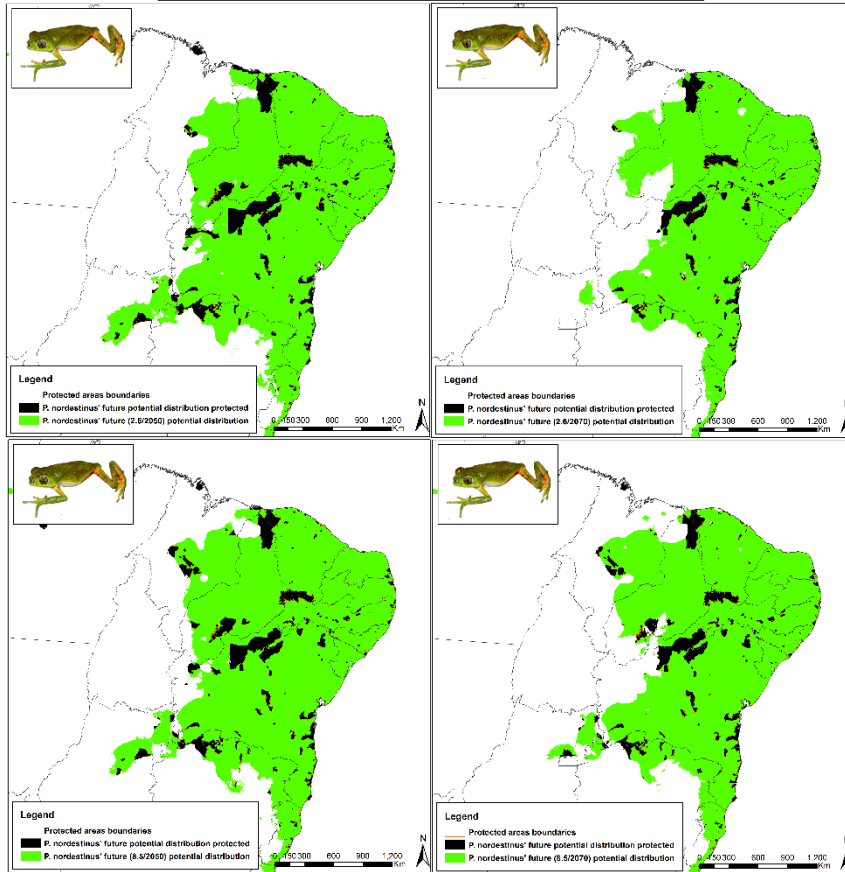 Legend
Protected areas boundaries
P. nordestinus' future potential distribution protected
P. nordestinus' future (2.6/2050) potential distribution
0 150 300 600 900 1,200
Km
N
Legend
Protected areas boundaries
P. nordestinus' future potential distribution protected
P. nordestinus' future (2.6/2070) potential distribution
0 150 300 600 900 1,200
Km
N
Legend
Protected areas boundaries
P. nordestinus' future potential distribution protected
P. nordestinus' future (8.5/2050) potential distribution
0 150 300 600 900 1,200
Km
N
Legend
Protected areas boundaries
P. nordestinus' future potential distribution protected
P. nordestinus' future (8.5/2070) potential distribution
0 150 300 600 900 1,200
Km
N